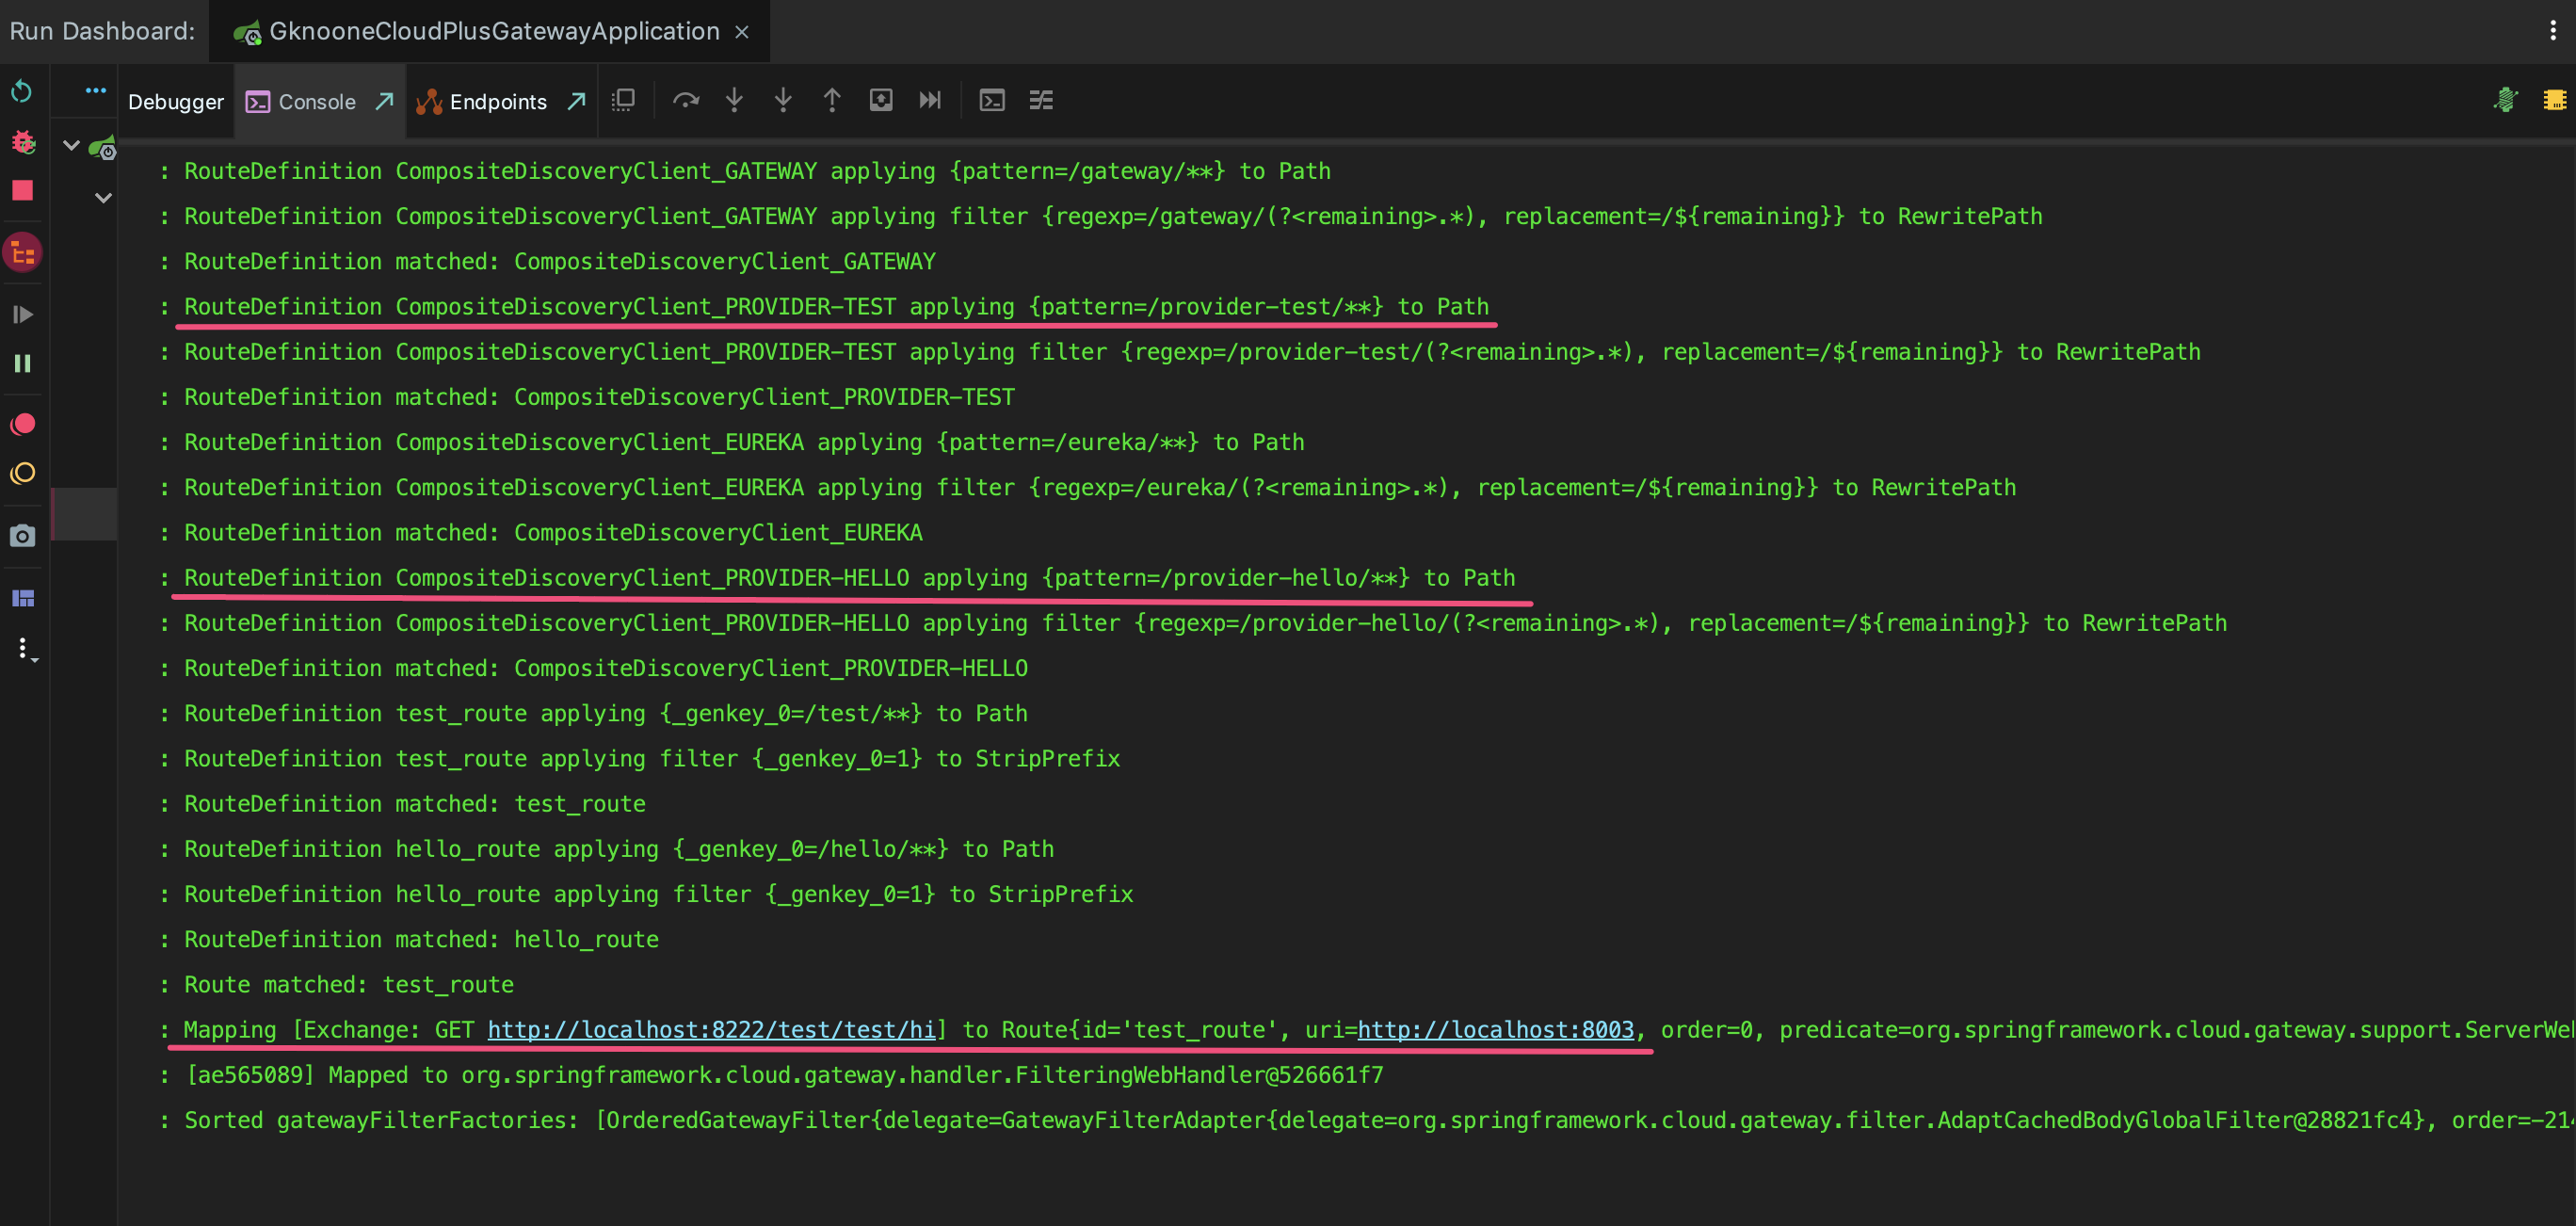 Run Dashboard: GknooneCloudPlusGatewayApplication
Debugger Console Endpoints
: RouteDefinition CompositeDiscoveryClient_GATEWAY applying {pattern=/gateway/**} to Path
: RouteDefinition CompositeDiscoveryClient_GATEWAY applying filter {regexp=/gateway/(?<remaining>.*), replacement=/${remaining}} to RewritePath
: RouteDefinition matched: CompositeDiscoveryClient_GATEWAY
: RouteDefinition CompositeDiscoveryClient_PROVIDER-TEST applying {pattern=/provider-test/**} to Path
: RouteDefinition CompositeDiscoveryClient_PROVIDER-TEST applying filter {regexp=/provider-test/(?<remaining>.*), replacement=/${remaining}} to RewritePath
: RouteDefinition matched: CompositeDiscoveryClient_PROVIDER-TEST
: RouteDefinition CompositeDiscoveryClient_EUREKA applying {pattern=/eureka/**} to Path
: RouteDefinition CompositeDiscoveryClient_EUREKA applying filter {regexp=/eureka/(?<remaining>.*), replacement=/${remaining}} to RewritePath
: RouteDefinition matched: CompositeDiscoveryClient_EUREKA
: RouteDefinition CompositeDiscoveryClient_PROVIDER-HELLO applying {pattern=/provider-hello/**} to Path
: RouteDefinition CompositeDiscoveryClient_PROVIDER-HELLO applying filter {regexp=/provider-hello/(?<remaining>.*), replacement=/${remaining}} to RewritePath
: RouteDefinition matched: CompositeDiscoveryClient_PROVIDER-HELLO
: RouteDefinition test_route applying {_genkey_0=/test/**} to Path
: RouteDefinition test_route applying filter {_genkey_0=1} to StripPrefix
: RouteDefinition matched: test_route
: RouteDefinition hello_route applying {_genkey_0=/hello/**} to Path
: RouteDefinition hello_route applying filter {_genkey_0=1} to StripPrefix
: RouteDefinition matched: hello_route
: Route matched: test_route
: Mapping [Exchange: GET http://localhost:8222/test/test/hi] to Route{id='test_route', uri=http://localhost:8003, order=0, predicate=org.springframework.cloud.gateway.support.ServerWe
: [ae565089] Mapped to org.springframework.cloud.gateway.handler.FilteringWebHandler@526661f7
: Sorted gatewayFilterFactories: [OrderedGatewayFilter{delegate=GatewayFilterAdapter{delegate=org.springframework.cloud.gateway.filter.AdaptCachedBodyGlobalFilter@28821fc4}, order=-21